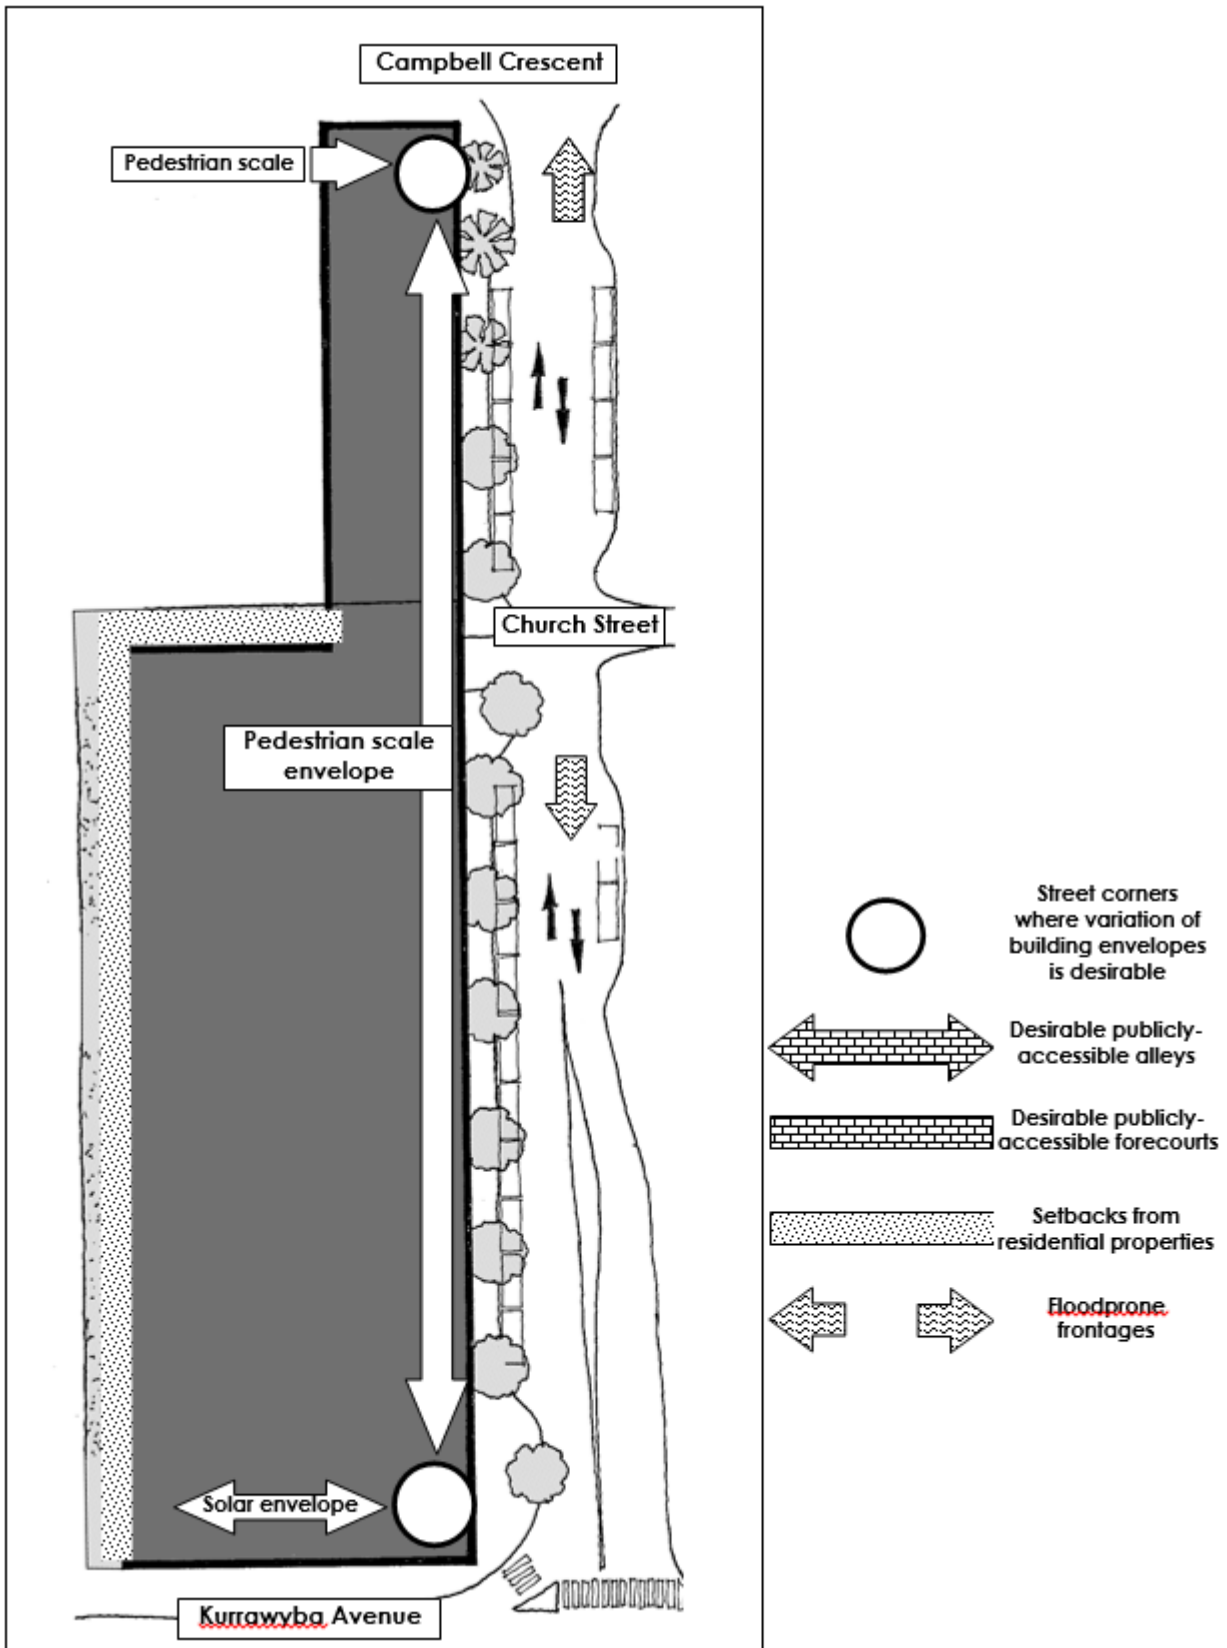 Campbell Crescent
Pedestrian scale
Church Street
Pedestrian scale
envelope
Solar envelope
Kurrawyba Avenue
Street corners
where variation of
building envelopes
is desirable
Desirable publicly-
accessible alleys
Desirable publicly-
accessible forecourts
Setbacks from
residential properties
Floodprone
frontages